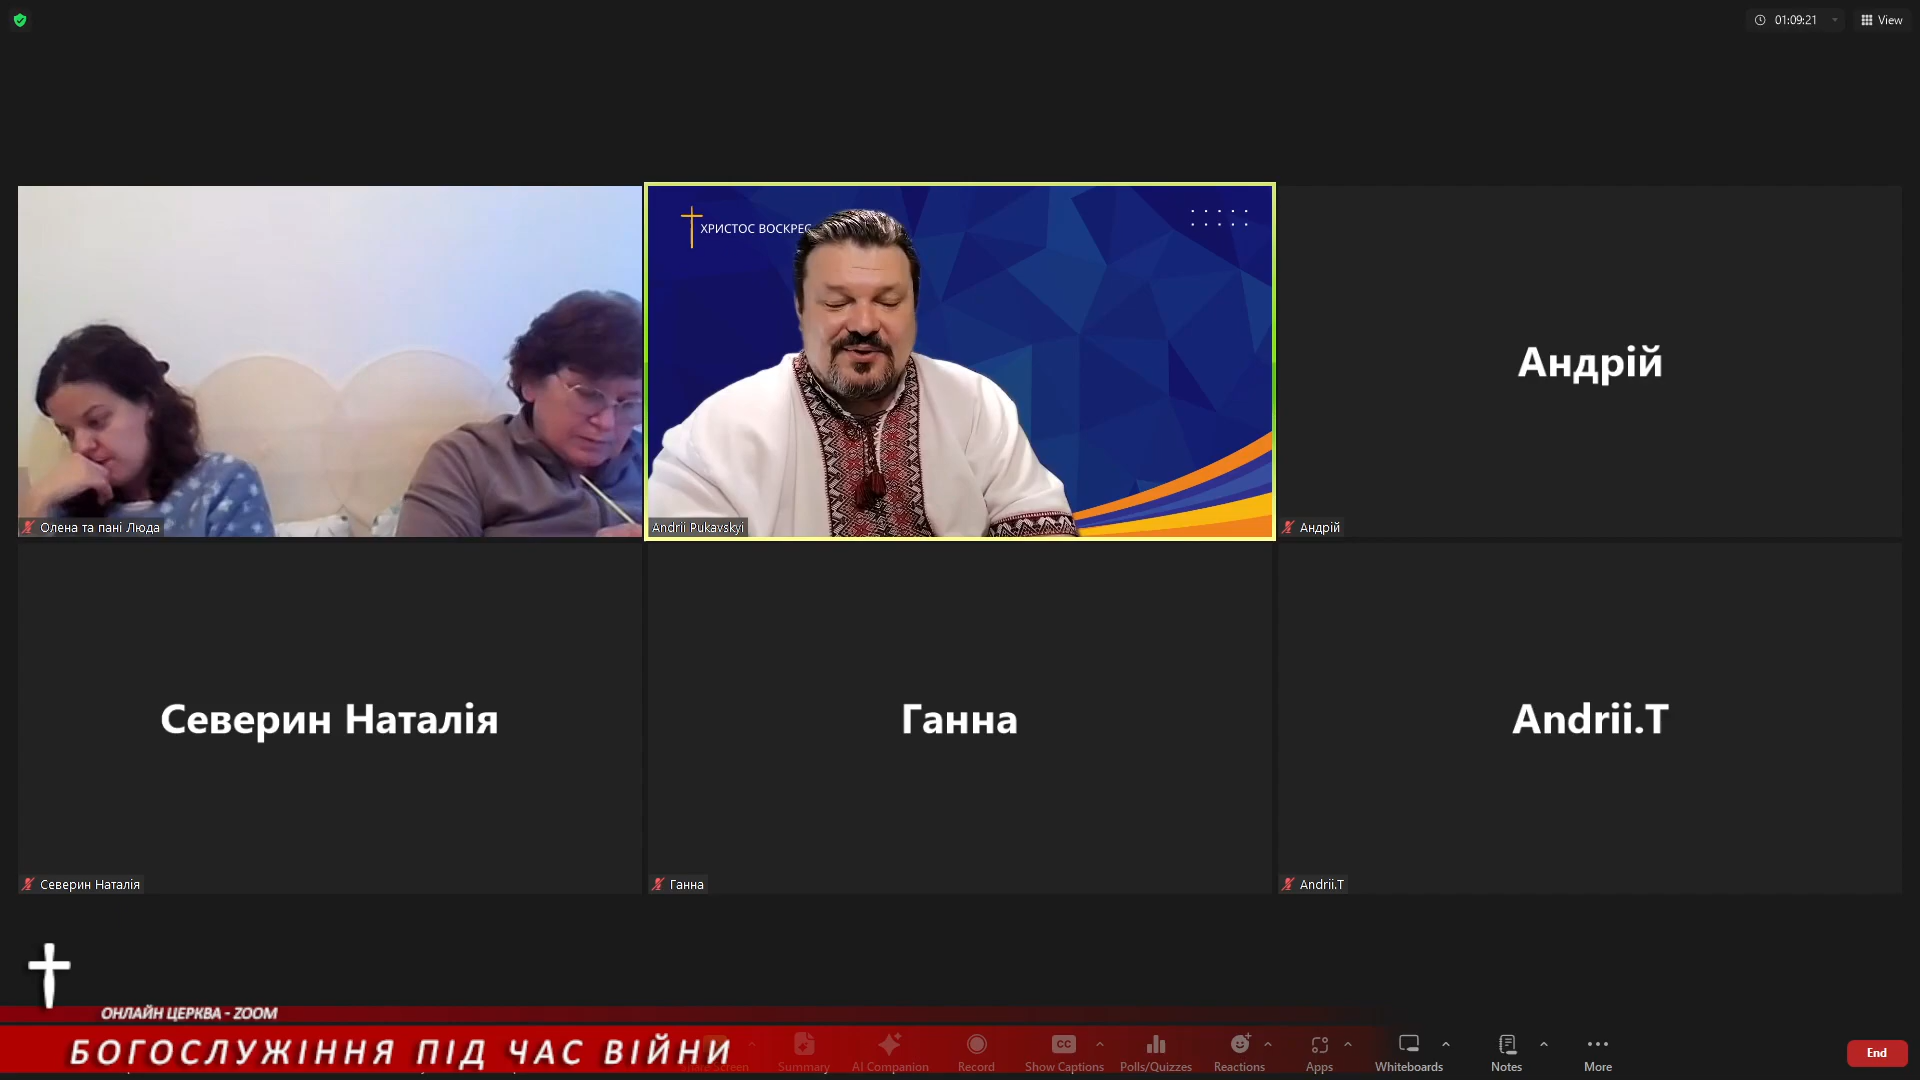 01:09:21
View
ХРИСТОС ВОСКРЕС
Олена та пані Люда
Andrii Pukavskyi
Андрій
Андрій
Северин Наталія
Северин Наталія
Ганна
Ганна
Andrii.T
Andrii.T
ОНЛАЙН ЦЕРКВА - ZOOM
БОГОСЛУЖІННЯ ПІД ЧАС ВІЙНИ
Screen
Summary
AI Companion
Record
CC
Show Captions
Polls/Quizzes
Reactions
Apps
Whiteboards
Notes
More
End